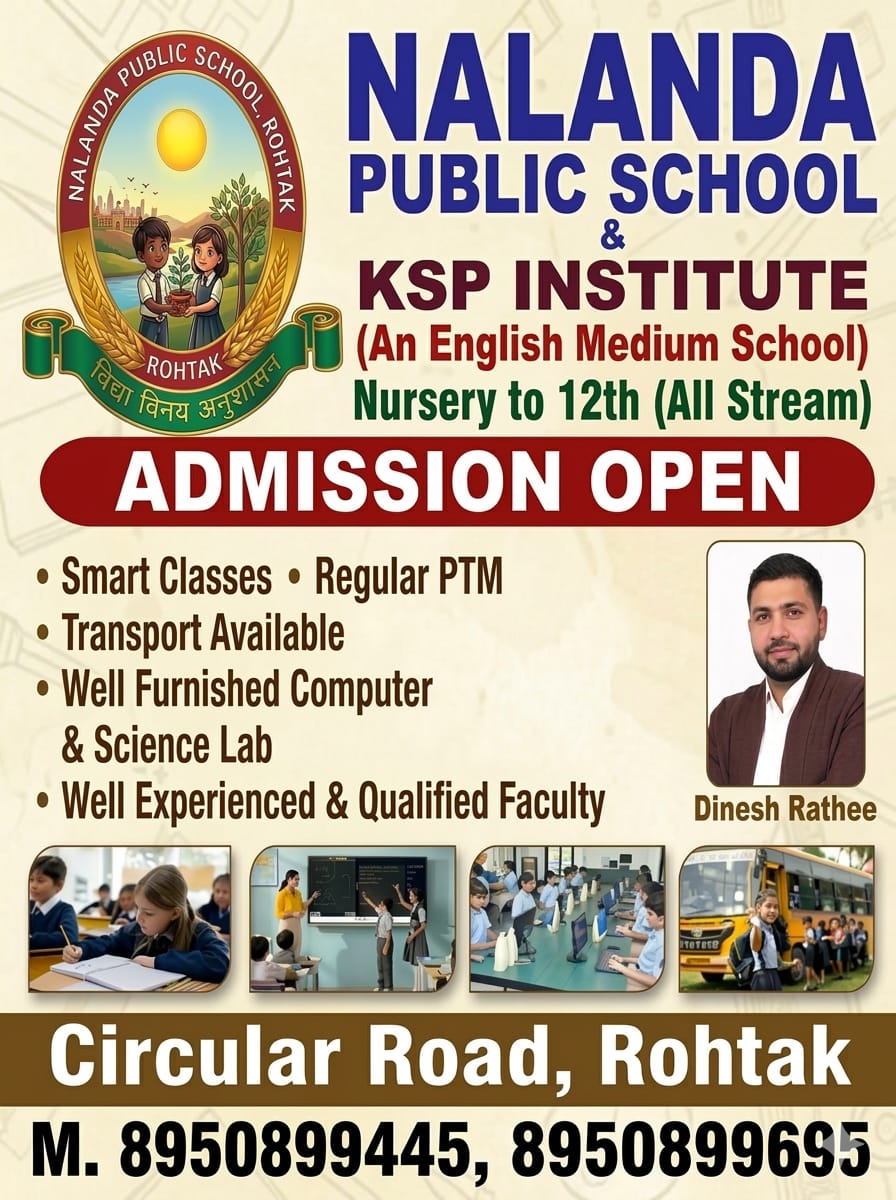 NALANDA PUBLIC SCHOOL, ROHTAK
ROHTAK
विद्या विनय अनुशासन
NALANDA
PUBLIC SCHOOL
&
KSP INSTITUTE
(An English Medium School)
Nursery to 12th (All Stream)
ADMISSION OPEN
• Smart Classes • Regular PTM
• Transport Available
• Well Furnished Computer
& Science Lab
• Well Experienced & Qualified Faculty
Dinesh Rathee
Circular Road, Rohtak
M. 8950899445, 8950899695